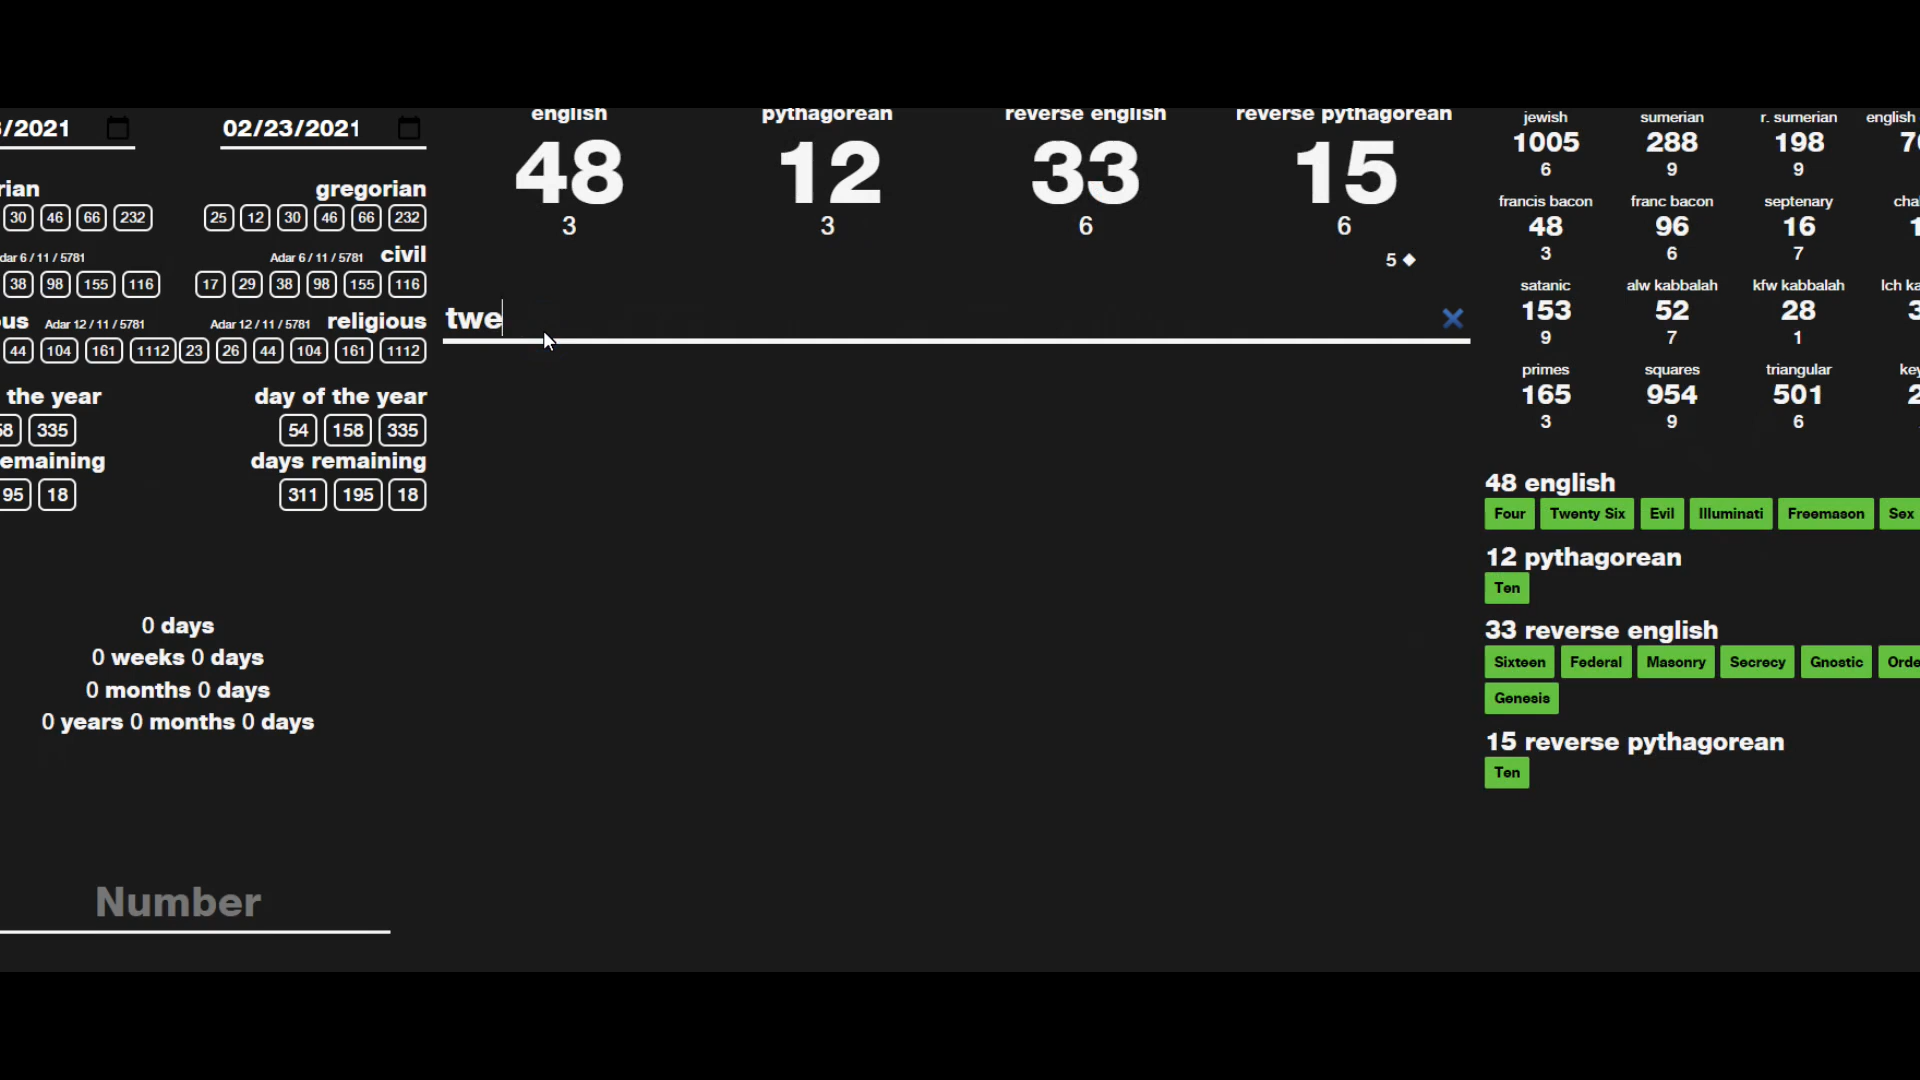 3/2021 02/23/2021
rian gregorian
30 46 66 232 25 12 30 46 66 232
dar 6 / 11 / 5781 Adar 6 / 11 / 5781 civil
38 98 155 116 17 29 38 98 155 116
us Adar 12 / 11 / 5781 Adar 12 / 11 / 5781 religious
44 104 161 1112 23 26 44 104 161 1112
the year day of the year
58 335 54 158 335
emaining days remaining
95 18 311 195 18
0 days
0 weeks 0 days
0 months 0 days
0 years 0 months 0 days
Number
english pythagorean reverse english reverse pythagorean
48 12 33 15
3 3 6 6
5 ◆
twe
jewish sumerian r. sumerian english
1005 288 198
6 9 9
francis bacon franc bacon septenary cha
48 96 16
3 6 7
satanic alw kabbalah kfw kabbalah lch ka
153 52 28
9 7 1
primes squares triangular key
165 954 501
3 9 6
48 english
Four Twenty Six Evil Illuminati Freemason Sex
12 pythagorean
Ten
33 reverse english
Sixteen Federal Masonry Secrecy Gnostic Orde
Genesis
15 reverse pythagorean
Ten